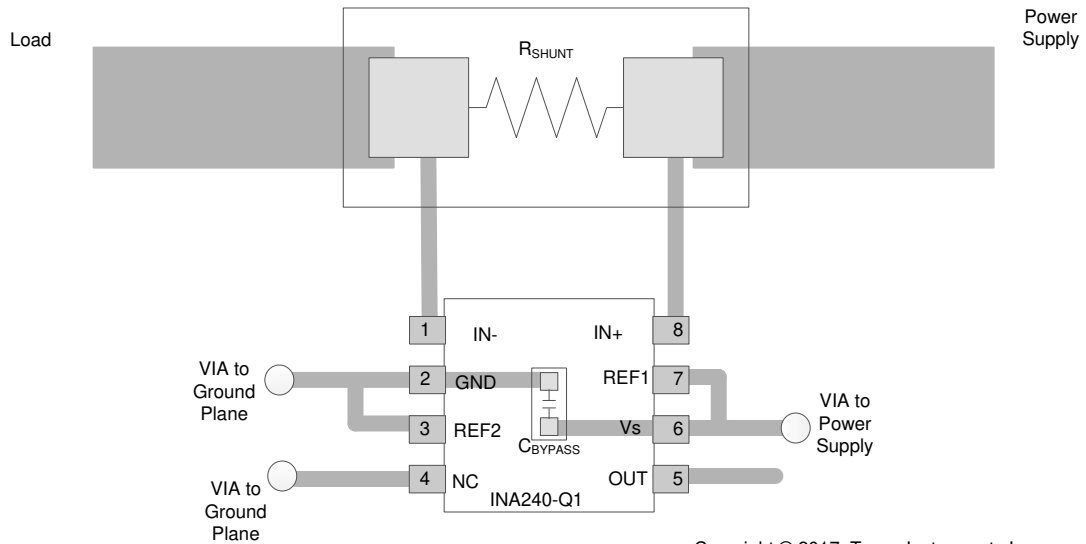 Load
Power
Supply
RSHUNT
1
IN-
IN+
8
VIA to
Ground
Plane
2
GND
REF1
7
VIA to
Power
Supply
3
REF2
Vs
6
CBYPASS
VIA to
Ground
Plane
4
NC
OUT
5
INA240-Q1